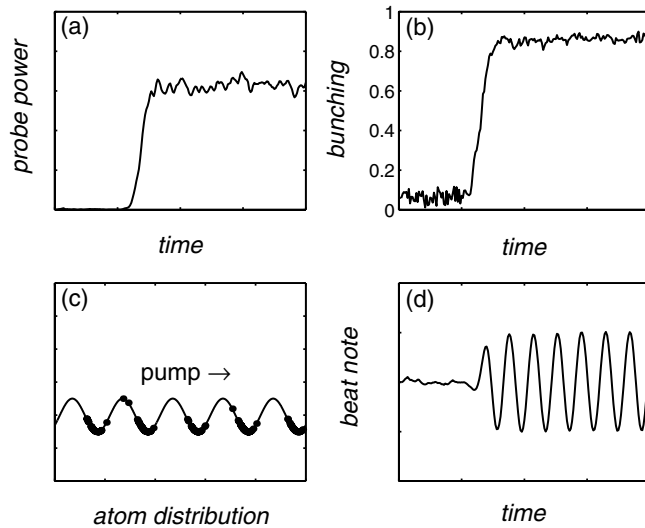 (a)
probe power
time
(b)
bunching
1
0.8
0.6
0.4
0.2
0
time
(c)
pump →
atom distribution
(d)
beat note
time